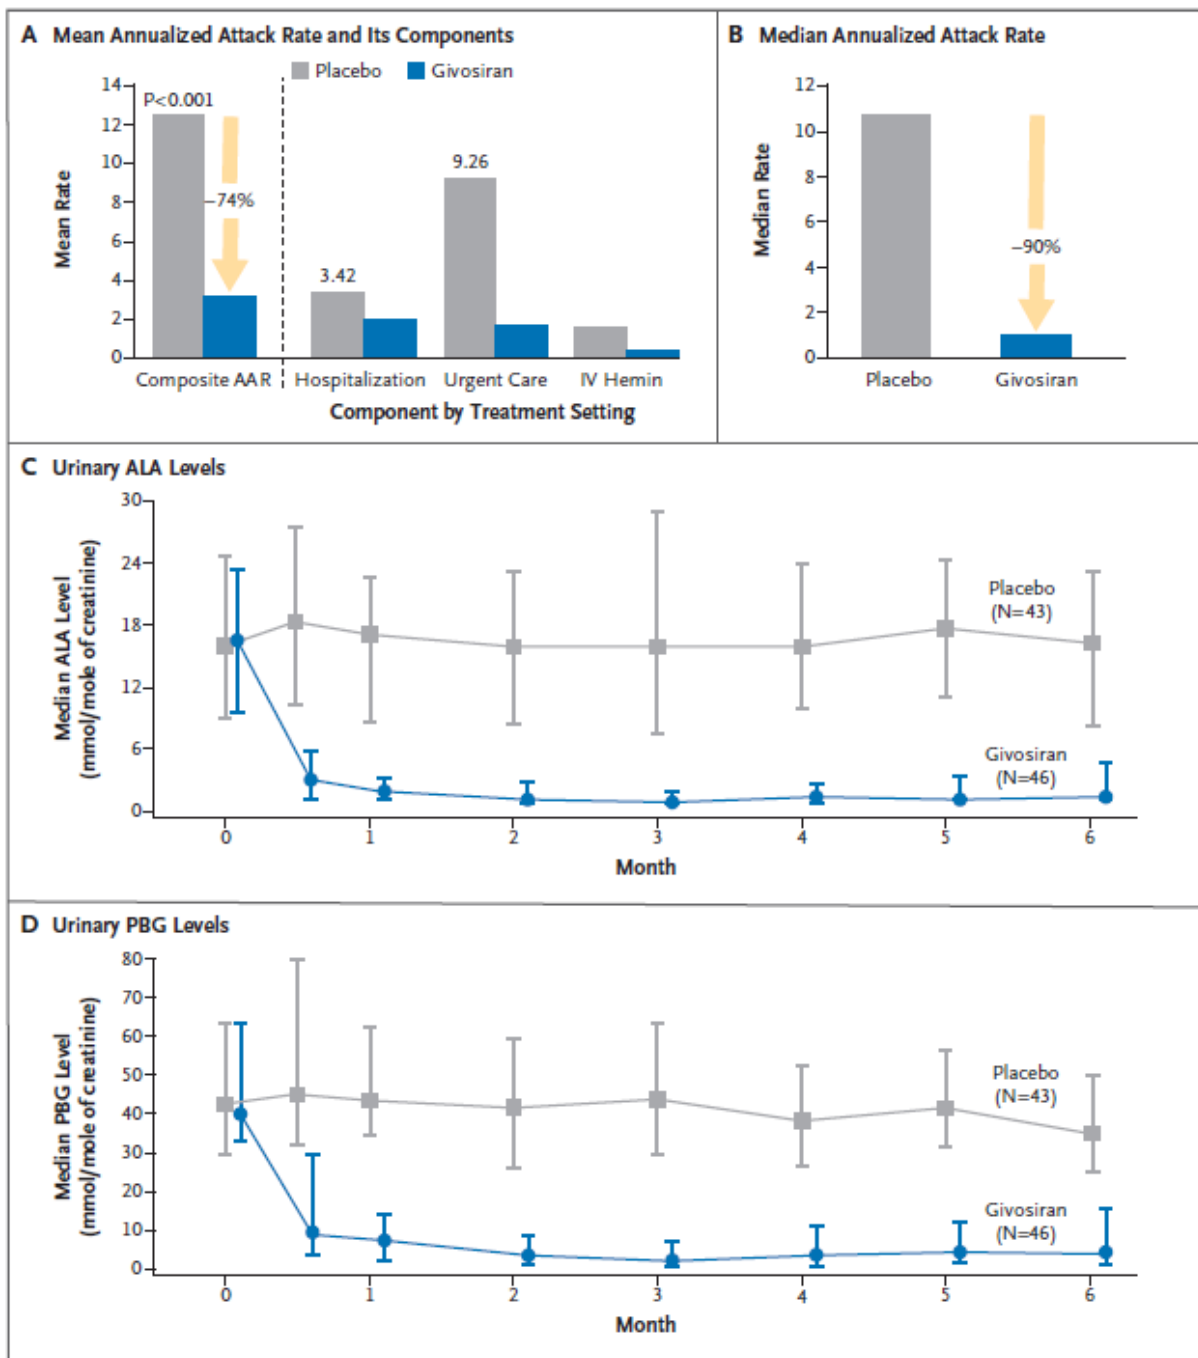 A Mean Annualized Attack Rate and Its Components
Placebo Givosiran
Mean Rate
14
12
10
8
6
4
2
0
P<0.001
–74%
3.42
9.26
Composite AAR Hospitalization Urgent Care IV Hemin
Component by Treatment Setting
B Median Annualized Attack Rate
Median Rate
12
10
8
6
4
2
0
–90%
Placebo Givosiran
C Urinary ALA Levels
Median ALA Level
(mmol/mole of creatinine)
30
24
18
12
6
0
Placebo
(N=43)
Givosiran
(N=46)
0 1 2 3 4 5 6
Month
D Urinary PBG Levels
Median PBG Level
(mmol/mole of creatinine)
80
70
60
50
40
30
20
10
0
Placebo
(N=43)
Givosiran
(N=46)
0 1 2 3 4 5 6
Month